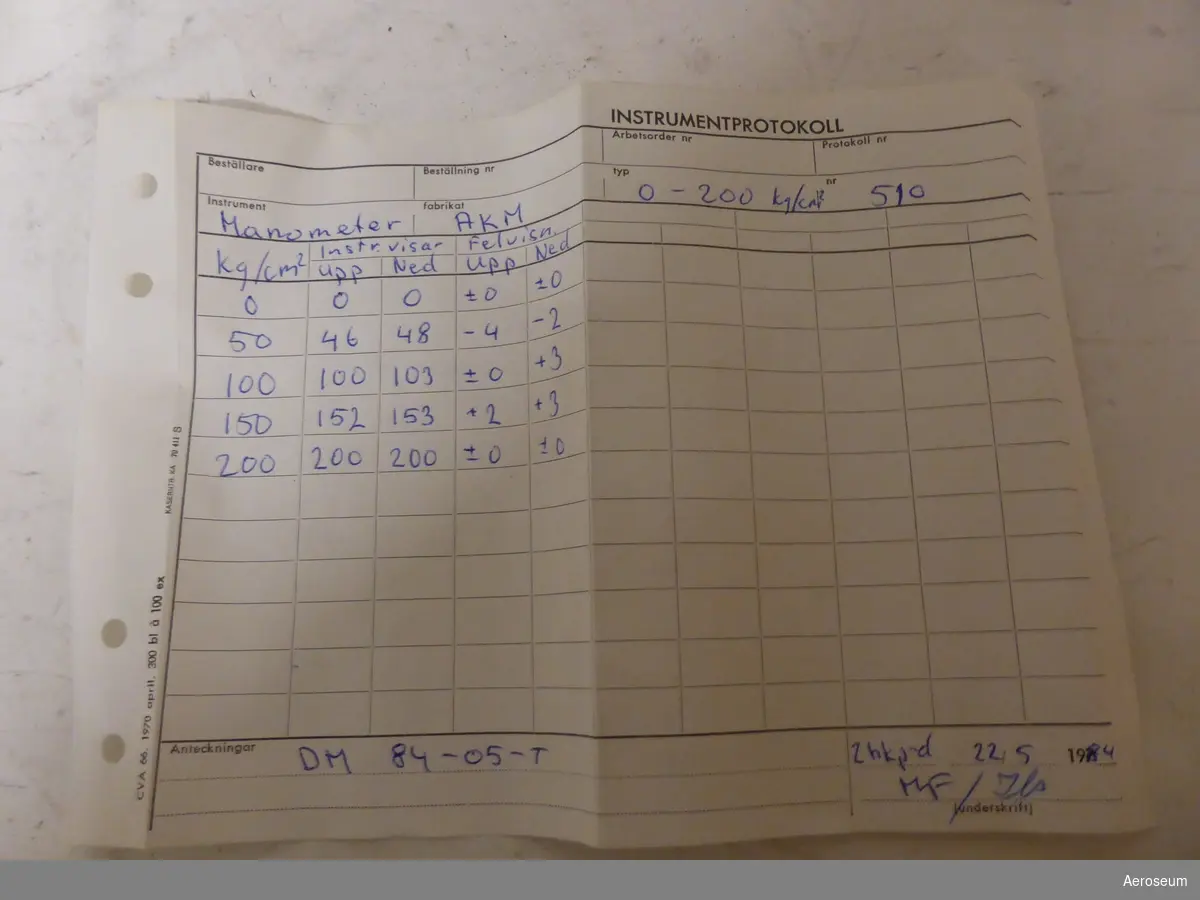 INSTRUMENTPROTOKOLL
Beställare Beställning nr Arbetsorder nr Protokoll nr
Instrument fabrikat typ nr
Manometer AKM 0 - 200 kg/cm² 510
kg/cm² Instr. visar Felvisn.
Upp Ned Upp Ned
0 0 0 ±0 ±0
50 46 48 -4 -2
100 100 103 ±0 +3
150 152 153 +2 +3
200 200 200 ±0 ±0
Anteckningar DM 84-05-T
2hkp-d 22/5 1984
MF /
(underskrift)
CVA 66. 1970 april. 300 bl à 100 ex
Aeroseum